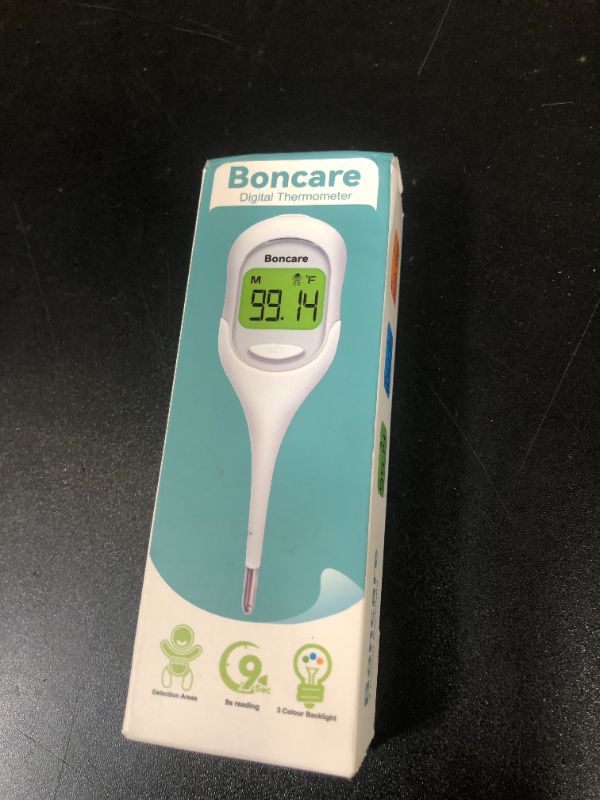 Boncare
Digital Thermometer
Boncare
M °F
99.14
9 Sec
Detection Areas
9s reading
3 Colour Backlight